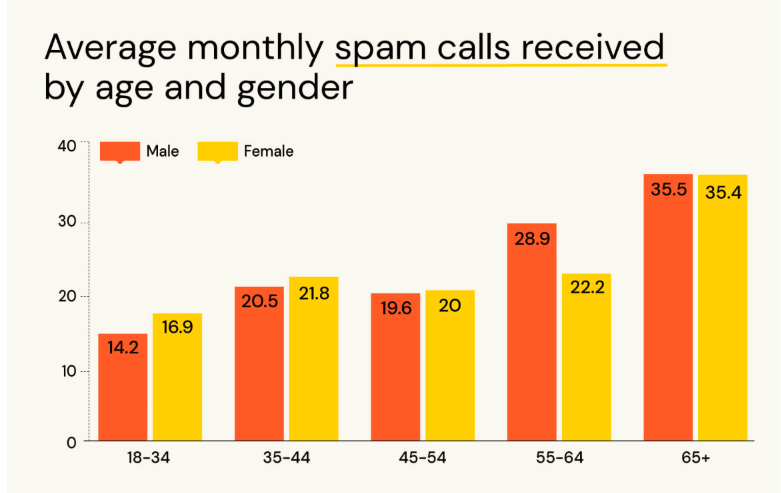 Average monthly spam calls received
by age and gender
40
Male Female
30
20
10
0
14.2 16.9
20.5 21.8
19.6 20
28.9 22.2
35.5 35.4
18-34 35-44 45-54 55-64 65+